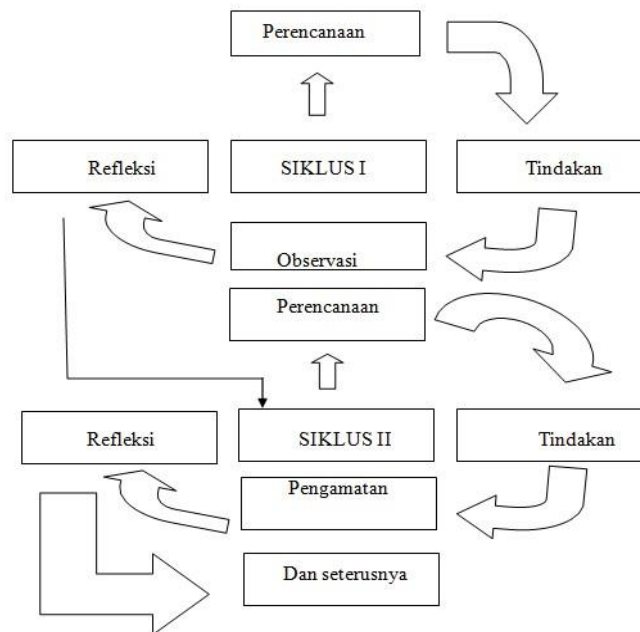 Perencanaan
Refleksi
SIKLUS I
Tindakan
Observasi
Perencanaan
Refleksi
SIKLUS II
Tindakan
Pengamatan
Dan seterusnya